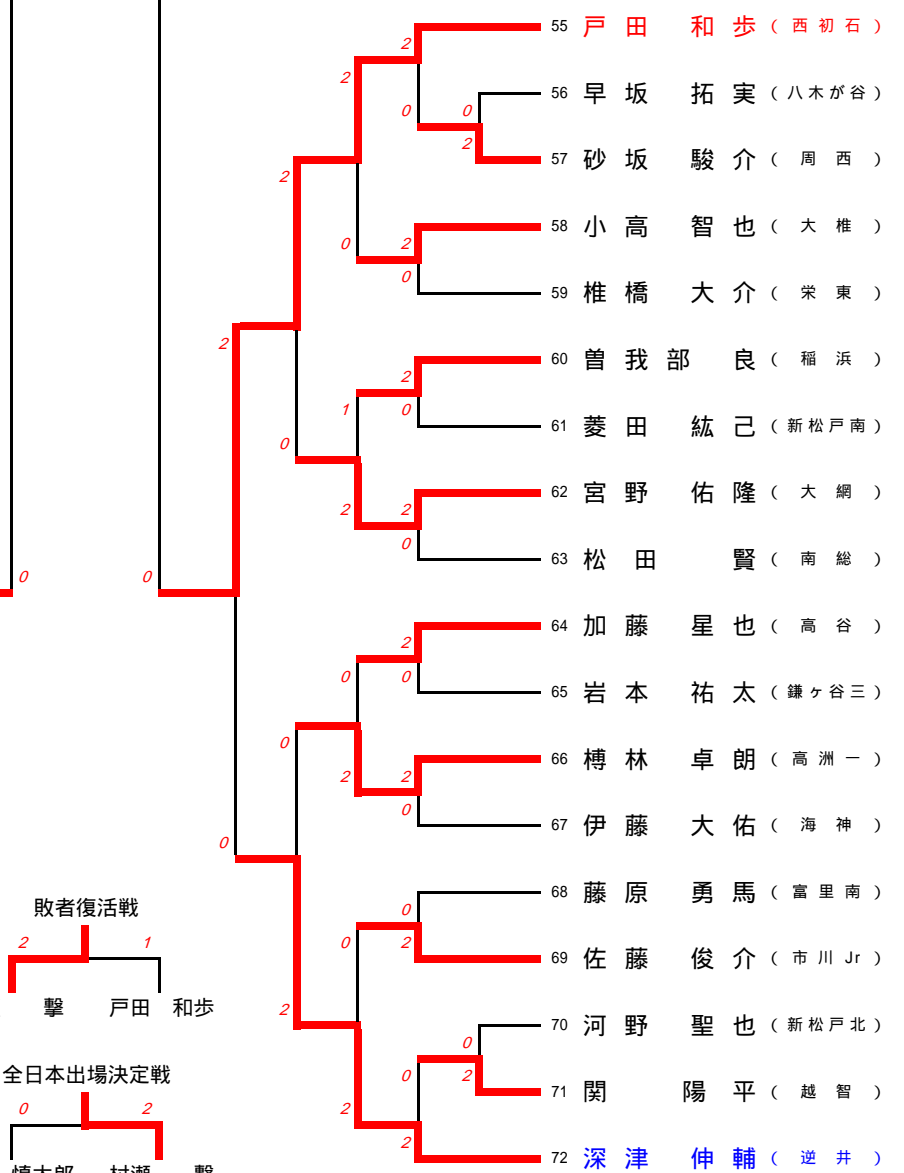 55 戸田 和歩 (西初石)
2
2
56 早坂 拓実 (八木が谷)
0 0
2
57 砂坂 駿介 (周西)
2
58 小高 智也 (大椎)
0 2
0
59 椎橋 大介 (栄東)
2
60 曽我部 良 (稲浜)
2
1 0
61 菱田 紘己 (新松戸南)
0
62 宮野 佑隆 (大網)
2 2
0
63 松田 賢 (南総)
0 0
64 加藤 星也 (高谷)
2
0 0
65 岩本 祐太 (鎌ヶ谷三)
0
66 榑林 卓朗 (高洲一)
2 2
0
67 伊藤 大佑 (海神)
0
68 藤原 勇馬 (富里南)
敗者復活戦
0
2 1 0 2
69 佐藤 俊介 (市川Jr)
撃 戸田 和歩
2
70 河野 聖也 (新松戸北)
0
全日本出場決定戦
0 2
71 関 陽平 (越智)
0 2 2
2
72 深津 伸輔 (逆井)
慎太郎 村瀬 撃